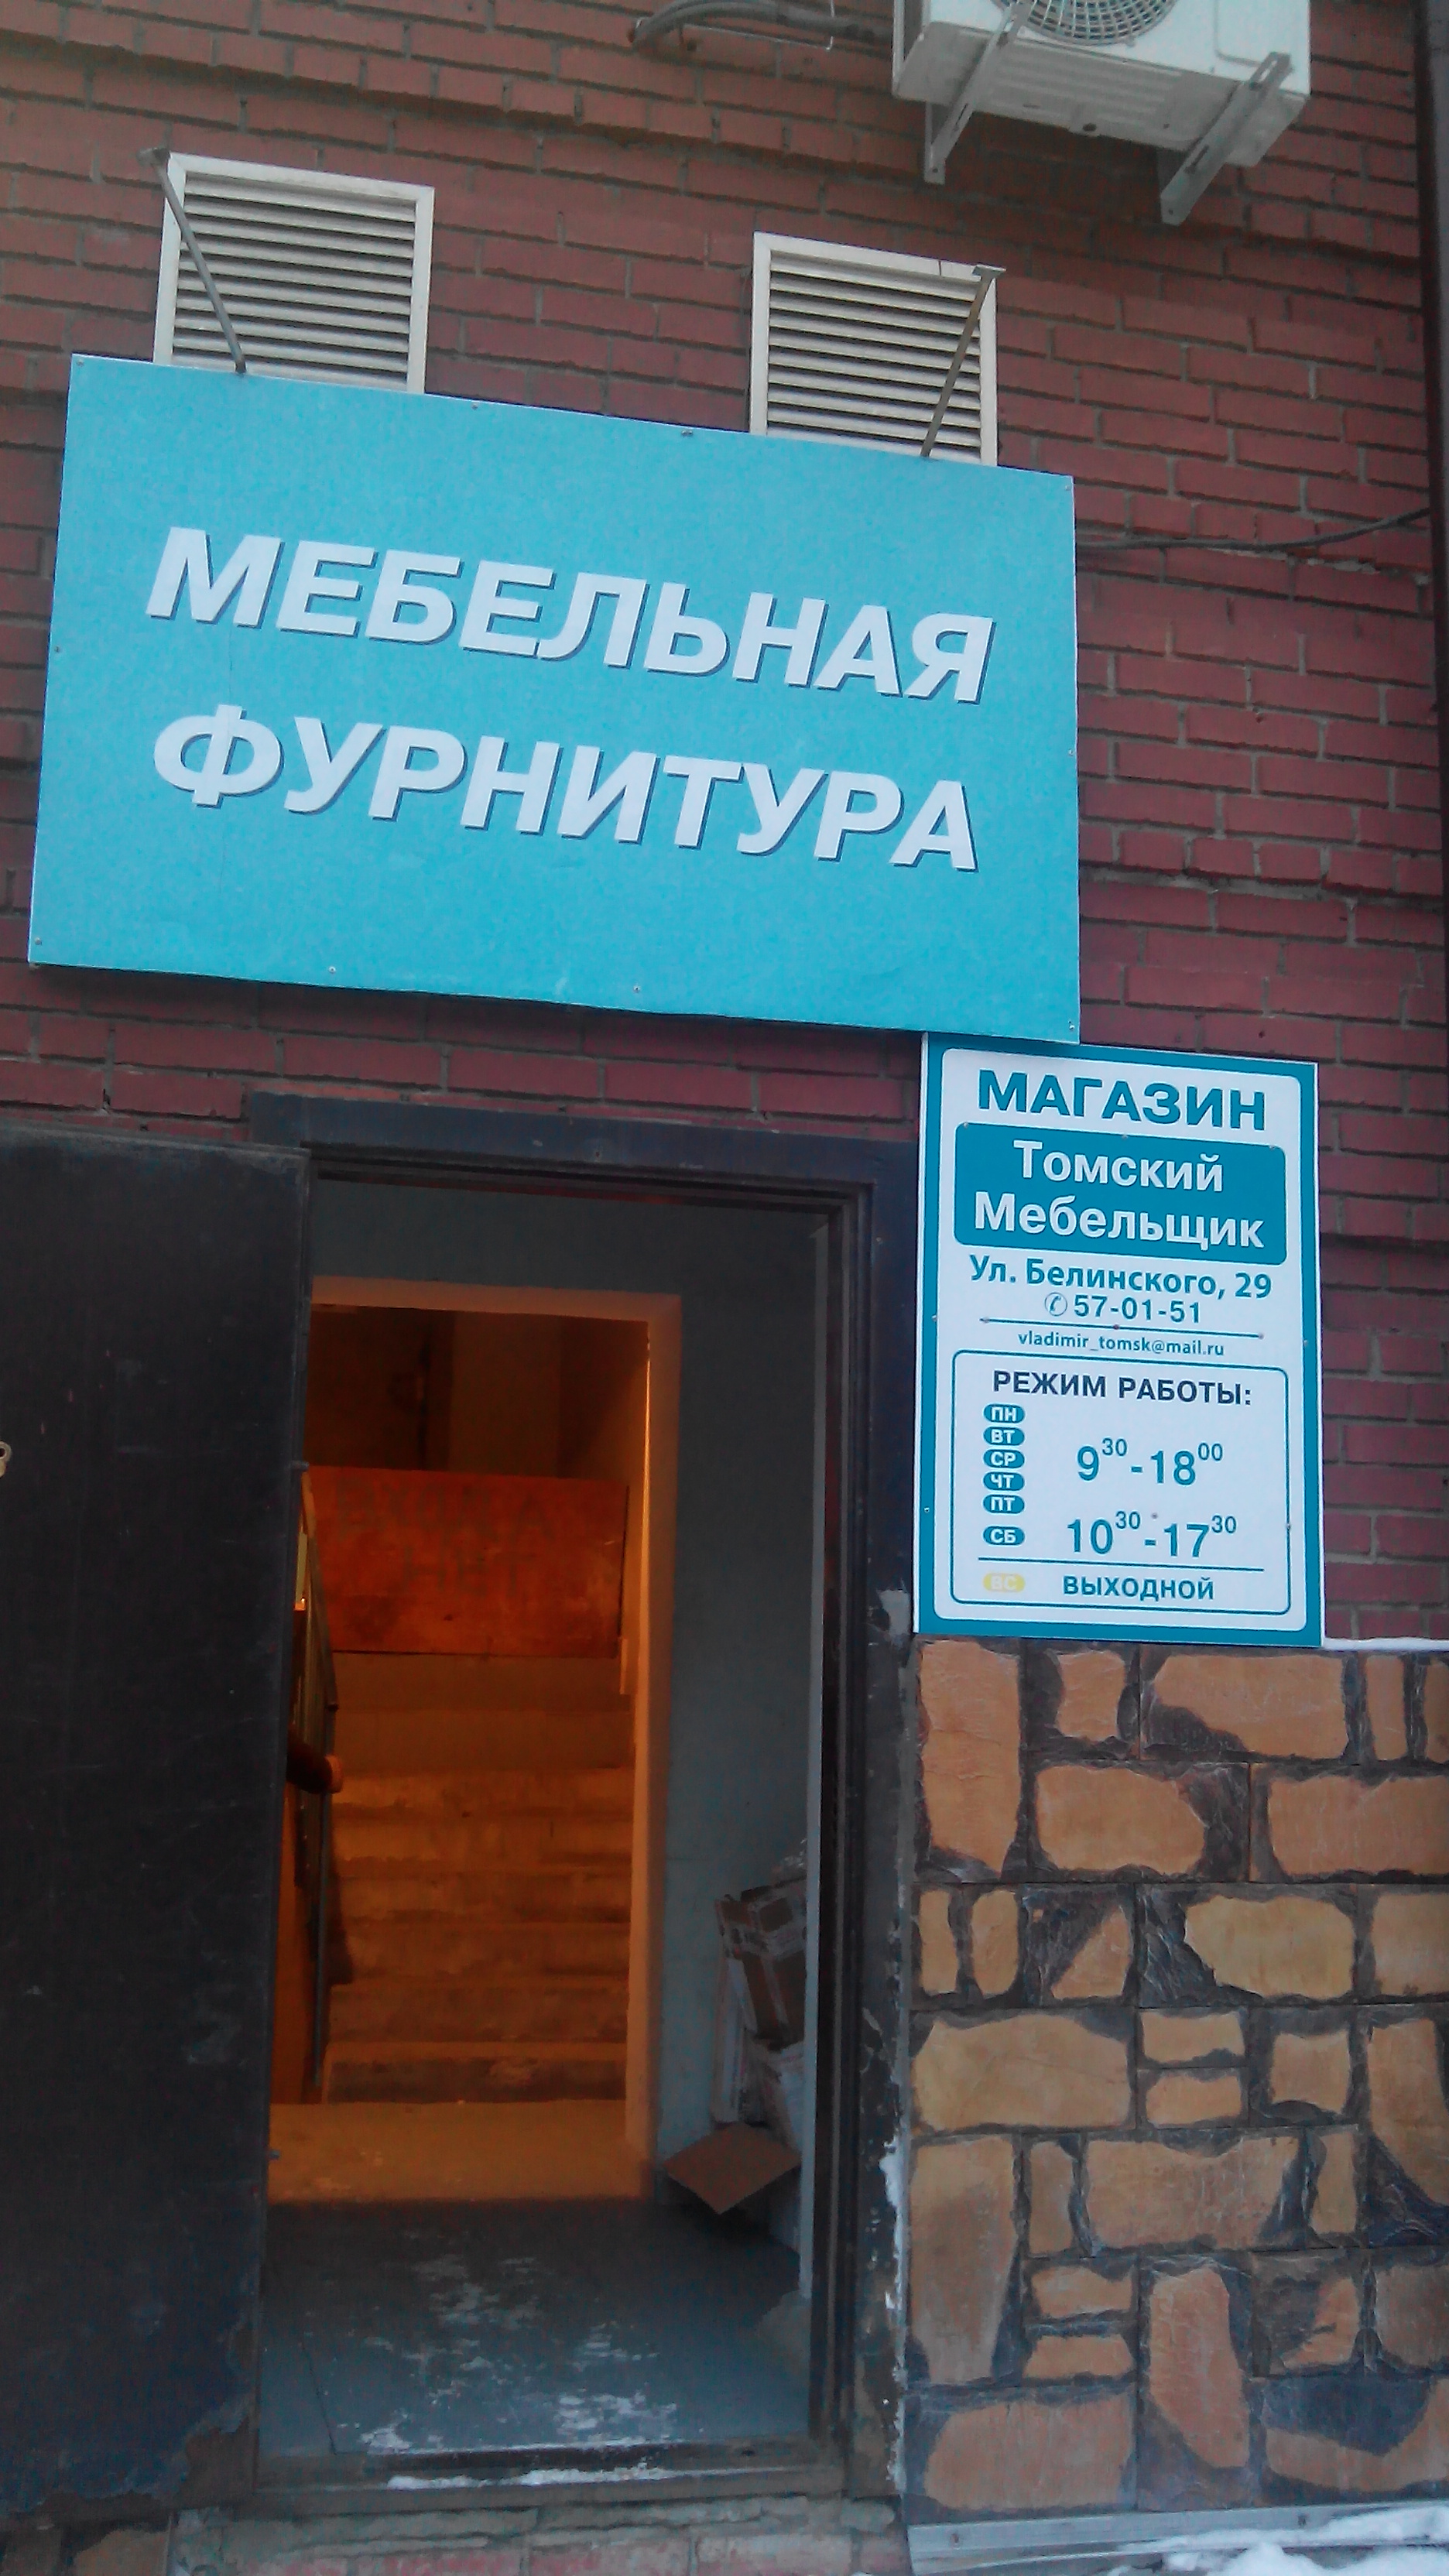 МЕБЕЛЬНАЯ
ФУРНИТУРА
МАГАЗИН
Томский
Мебельщик
Ул. Белинского, 29
✆ 57-01-51
vladimir_tomsk@mail.ru
РЕЖИМ РАБОТЫ:
ПН
ВТ
СР
ЧТ
ПТ
9³⁰-18⁰⁰
СБ 10³⁰-17³⁰
ВС ВЫХОДНОЙ